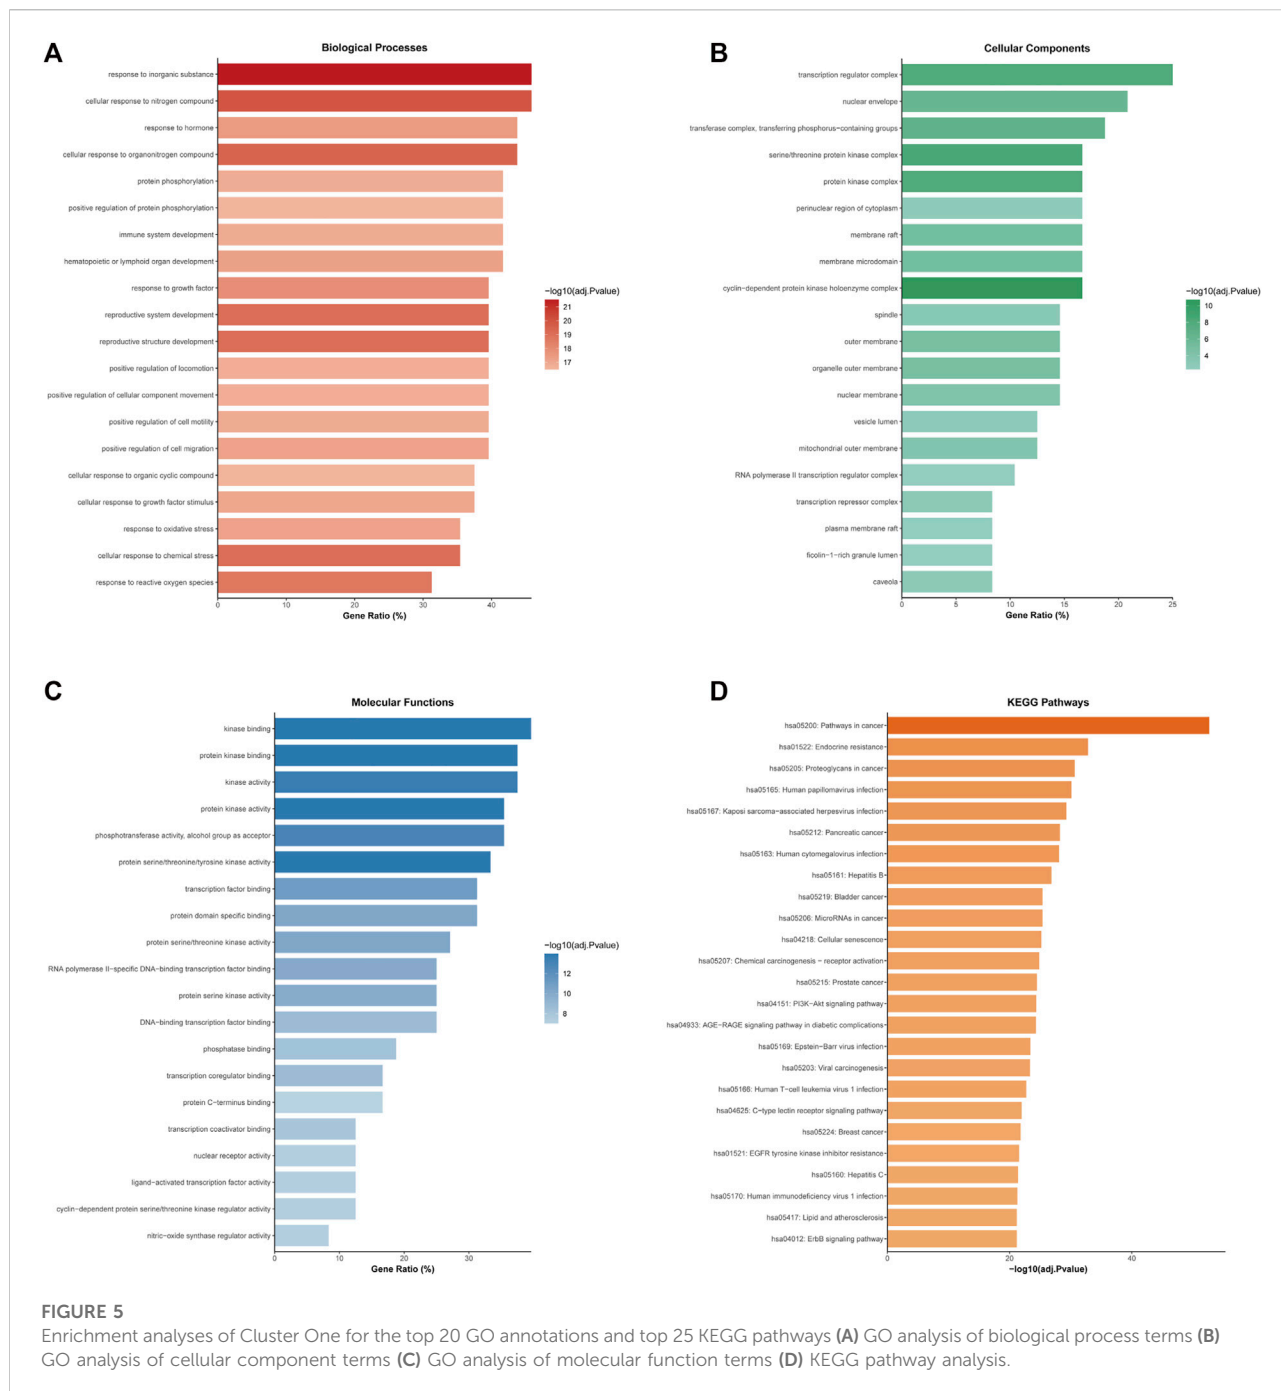 A
Biological Processes
response to inorganic substance
cellular response to nitrogen compound
response to hormone
cellular response to organonitrogen compound
protein phosphorylation
positive regulation of protein phosphorylation
immune system development
hematopoietic or lymphoid organ development
response to growth factor
reproductive system development
reproductive structure development
positive regulation of locomotion
positive regulation of cellular component movement
positive regulation of cell motility
positive regulation of cell migration
cellular response to organic cyclic compound
cellular response to growth factor stimulus
response to oxidative stress
cellular response to chemical stress
response to reactive oxygen species
0 10 20 30 40
Gene Ratio (%)
−log10(adj.Pvalue)
21
20
19
18
17
B
Cellular Components
transcription regulator complex
nuclear envelope
transferase complex, transferring phosphorus−containing groups
serine/threonine protein kinase complex
protein kinase complex
perinuclear region of cytoplasm
membrane raft
membrane microdomain
cyclin−dependent protein kinase holoenzyme complex
spindle
outer membrane
organelle outer membrane
nuclear membrane
vesicle lumen
mitochondrial outer membrane
RNA polymerase II transcription regulator complex
transcription repressor complex
plasma membrane raft
ficolin−1−rich granule lumen
caveola
0 5 10 15 20 25
Gene Ratio (%)
−log10(adj.Pvalue)
10
8
6
4
C
Molecular Functions
kinase binding
protein kinase binding
kinase activity
protein kinase activity
phosphotransferase activity, alcohol group as acceptor
protein serine/threonine/tyrosine kinase activity
transcription factor binding
protein domain specific binding
protein serine/threonine kinase activity
RNA polymerase II−specific DNA−binding transcription factor binding
protein serine kinase activity
DNA−binding transcription factor binding
phosphatase binding
transcription coregulator binding
protein C−terminus binding
transcription coactivator binding
nuclear receptor activity
ligand−activated transcription factor activity
cyclin−dependent protein serine/threonine kinase regulator activity
nitric−oxide synthase regulator activity
0 10 20 30
Gene Ratio (%)
−log10(adj.Pvalue)
12
10
8
D
KEGG Pathways
hsa05200: Pathways in cancer
hsa01522: Endocrine resistance
hsa05205: Proteoglycans in cancer
hsa05165: Human papillomavirus infection
hsa05167: Kaposi sarcoma−associated herpesvirus infection
hsa05212: Pancreatic cancer
hsa05163: Human cytomegalovirus infection
hsa05161: Hepatitis B
hsa05219: Bladder cancer
hsa05206: MicroRNAs in cancer
hsa04218: Cellular senescence
hsa05207: Chemical carcinogenesis − receptor activation
hsa05215: Prostate cancer
hsa04151: PI3K−Akt signaling pathway
hsa04933: AGE−RAGE signaling pathway in diabetic complications
hsa05169: Epstein−Barr virus infection
hsa05203: Viral carcinogenesis
hsa05166: Human T−cell leukemia virus 1 infection
hsa04625: C−type lectin receptor signaling pathway
hsa05224: Breast cancer
hsa01521: EGFR tyrosine kinase inhibitor resistance
hsa05160: Hepatitis C
hsa05170: Human immunodeficiency virus 1 infection
hsa05417: Lipid and atherosclerosis
hsa04012: ErbB signaling pathway
0 20 40
−log10(adj.Pvalue)
FIGURE 5
Enrichment analyses of Cluster One for the top 20 GO annotations and top 25 KEGG pathways (A) GO analysis of biological process terms (B)
GO analysis of cellular component terms (C) GO analysis of molecular function terms (D) KEGG pathway analysis.